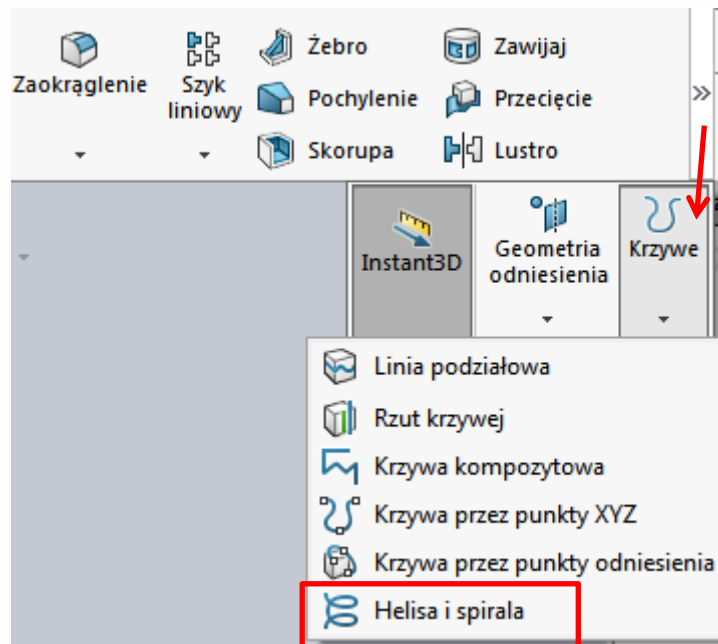 Zaokrąglenie
Szyk
liniowy
Żebro
Pochylenie
Skorupa
Zawijaj
Przecięcie
Lustro
Instant3D
Geometria
odniesienia
Krzywe
Linia podziałowa
Rzut krzywej
Krzywa kompozytowa
Krzywa przez punkty XYZ
Krzywa przez punkty odniesienia
Helisa i spirala